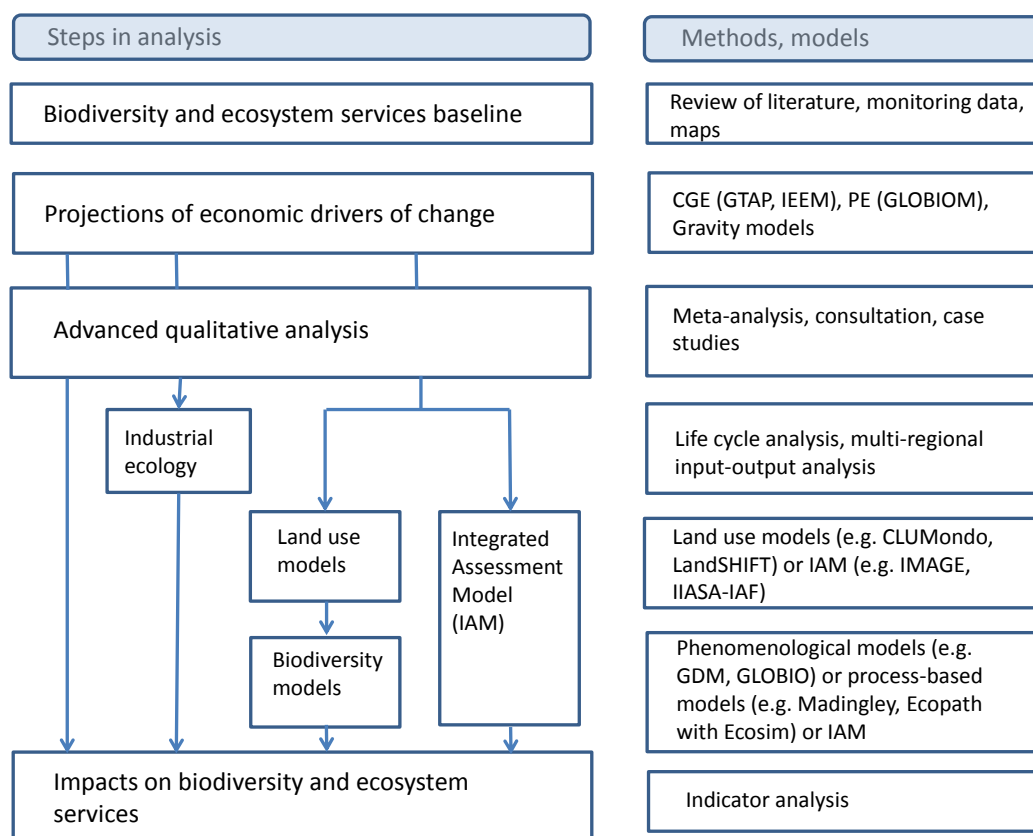 Steps in analysis
Methods, models
Biodiversity and ecosystem services baseline
Review of literature, monitoring data,
maps
Projections of economic drivers of change
CGE (GTAP, IEEM), PE (GLOBIOM),
Gravity models
Advanced qualitative analysis
Meta-analysis, consultation, case
studies
Industrial
ecology
Life cycle analysis, multi-regional
input-output analysis
Land use
models
Integrated
Assessment
Model
(IAM)
Land use models (e.g. CLUMondo,
LandSHIFT) or IAM (e.g. IMAGE,
IIASA-IAF)
Biodiversity
models
Phenomenological models (e.g.
GDM, GLOBIO) or process-based
models (e.g. Madingley, Ecopath
with Ecosim) or IAM
Impacts on biodiversity and ecosystem
services
Indicator analysis